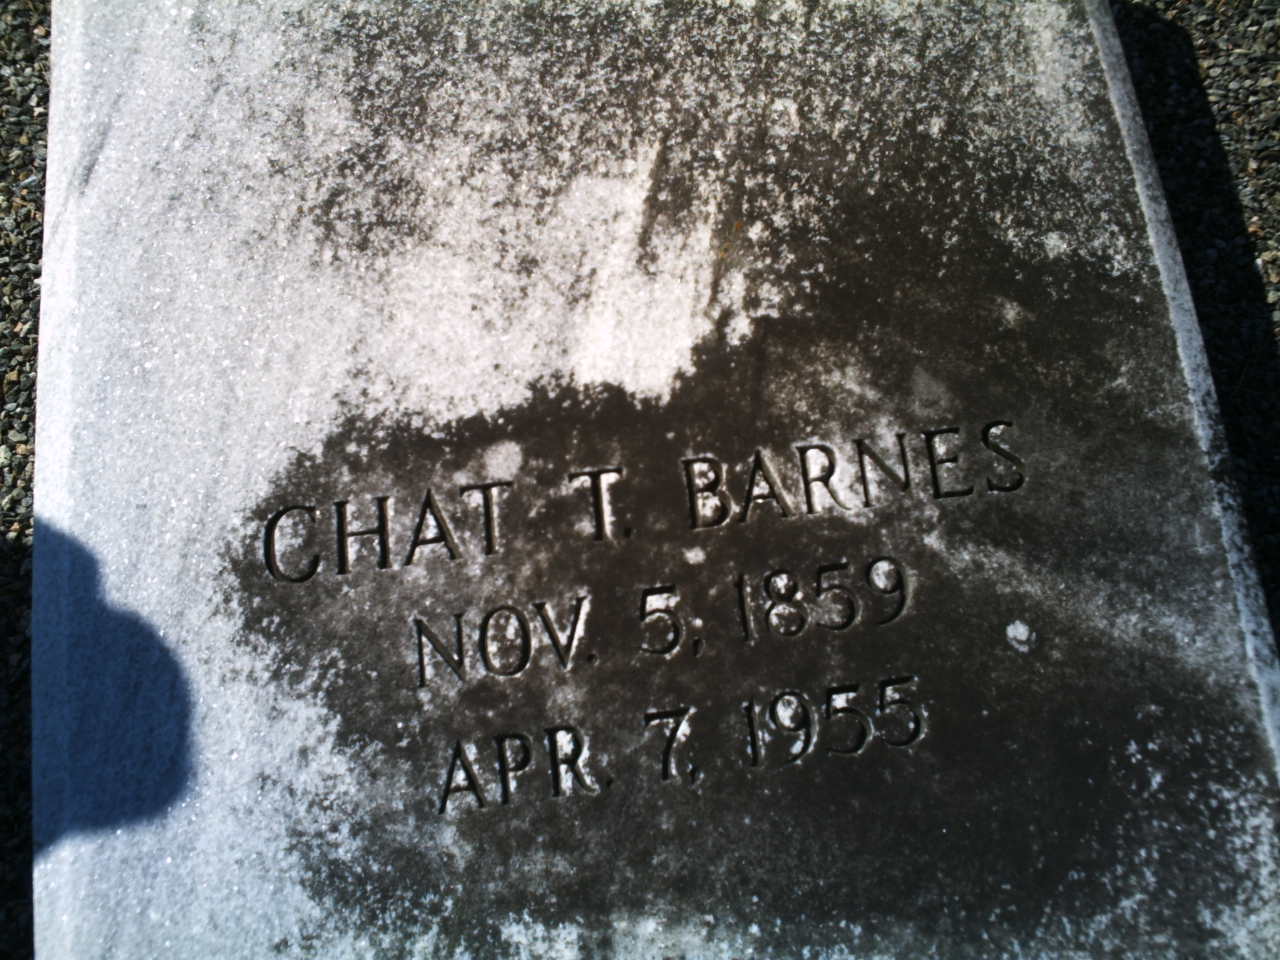 CHAT T. BARNES
NOV. 5, 1859
APR. 7, 1955